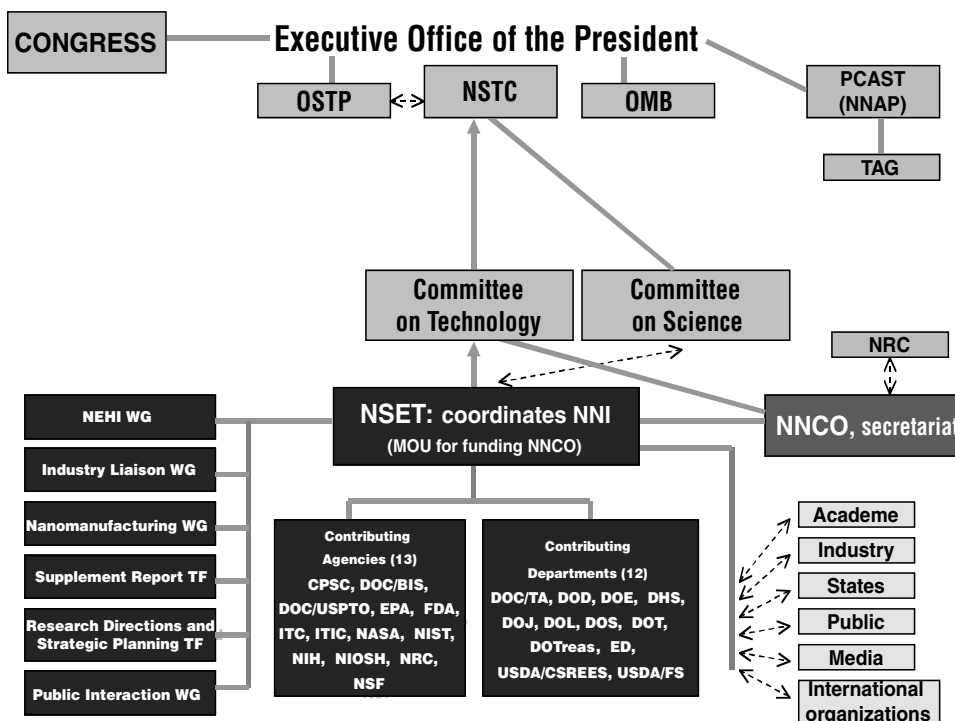 CONGRESS
Executive Office of the President
OSTP
NSTC
OMB
PCAST
(NNAP)
TAG
Committee
on Technology
Committee
on Science
NRC
NSET: coordinates NNI
(MOU for funding NNCO)
NNCO, secretariat
NEHI WG
Industry Liaison WG
Nanomanufacturing WG
Supplement Report TF
Research Directions and
Strategic Planning TF
Public Interaction WG
Contributing
Agencies (13)
CPSC, DOC/BIS,
DOC/USPTO, EPA, FDA,
ITC, ITIC, NASA, NIST,
NIH, NIOSH, NRC,
NSF
Contributing
Departments (12)
DOC/TA, DOD, DOE, DHS,
DOJ, DOL, DOS, DOT,
DOTreas, ED,
USDA/CSREES, USDA/FS
Academe
Industry
States
Public
Media
International
organizations